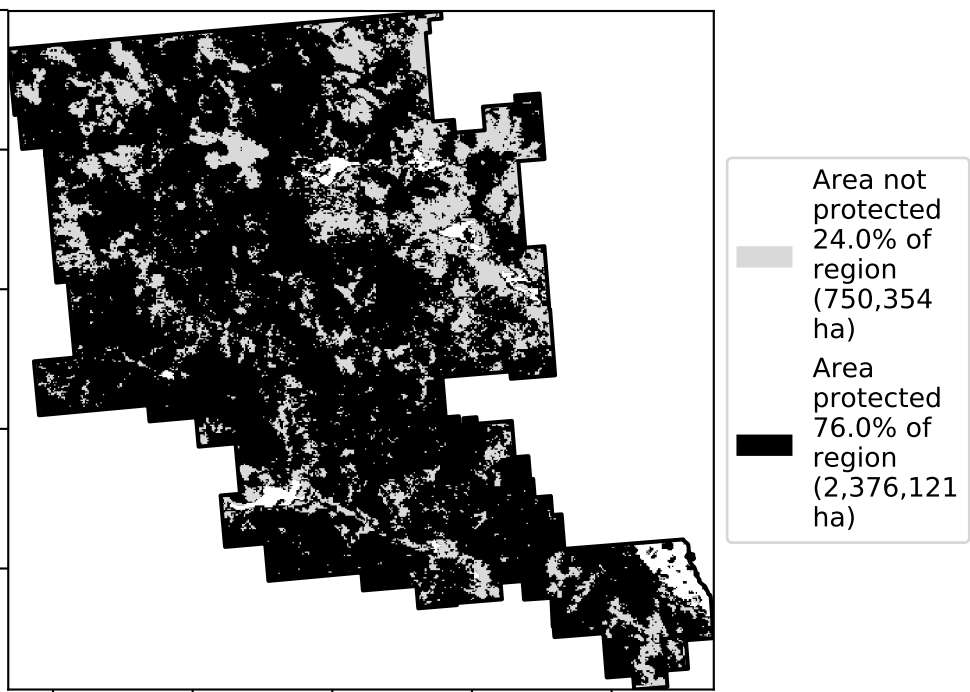 Area not
protected
24.0% of
region
(750,354
ha)
Area
protected
76.0% of
region
(2,376,121
ha)